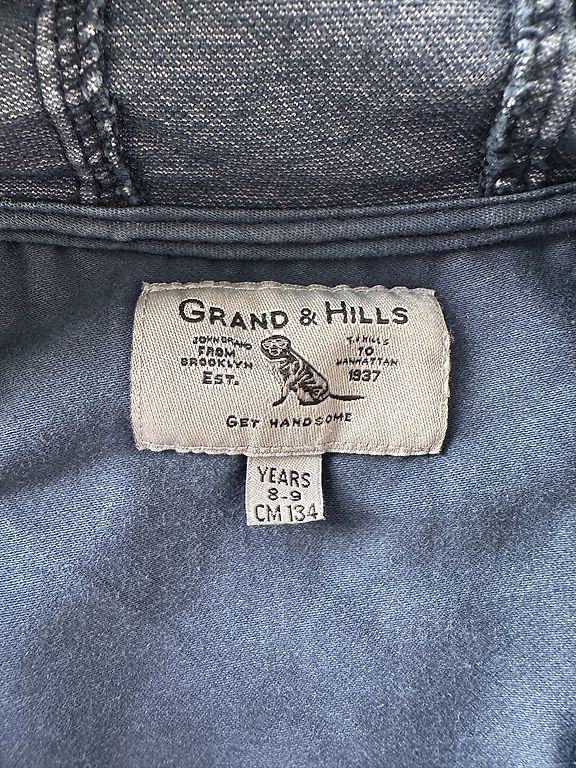 GRAND & HILLS
JOHN GRAND
FROM
BROOKLYN
EST.
T.HILLS
TO
MANHATTAN
1937
GET HANDSOME
YEARS
8-9
CM 134